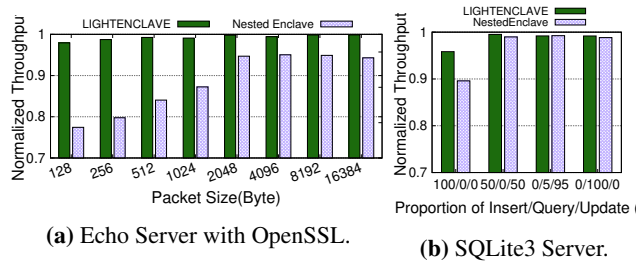 LIGHTENCLAVE
Nested Enclave
Normalized Throughput
1
0.9
0.8
0.7
128
256
512
1024
2048
4096
8192
16384
Packet Size(Byte)
(a) Echo Server with OpenSSL.
LIGHTENCLAVE
NestedEnclave
Normalized Throughput
1
0.9
0.8
0.7
100/0/0 50/0/50 0/5/95 0/100/0
Proportion of Insert/Query/Update (
(b) SQLite3 Server.